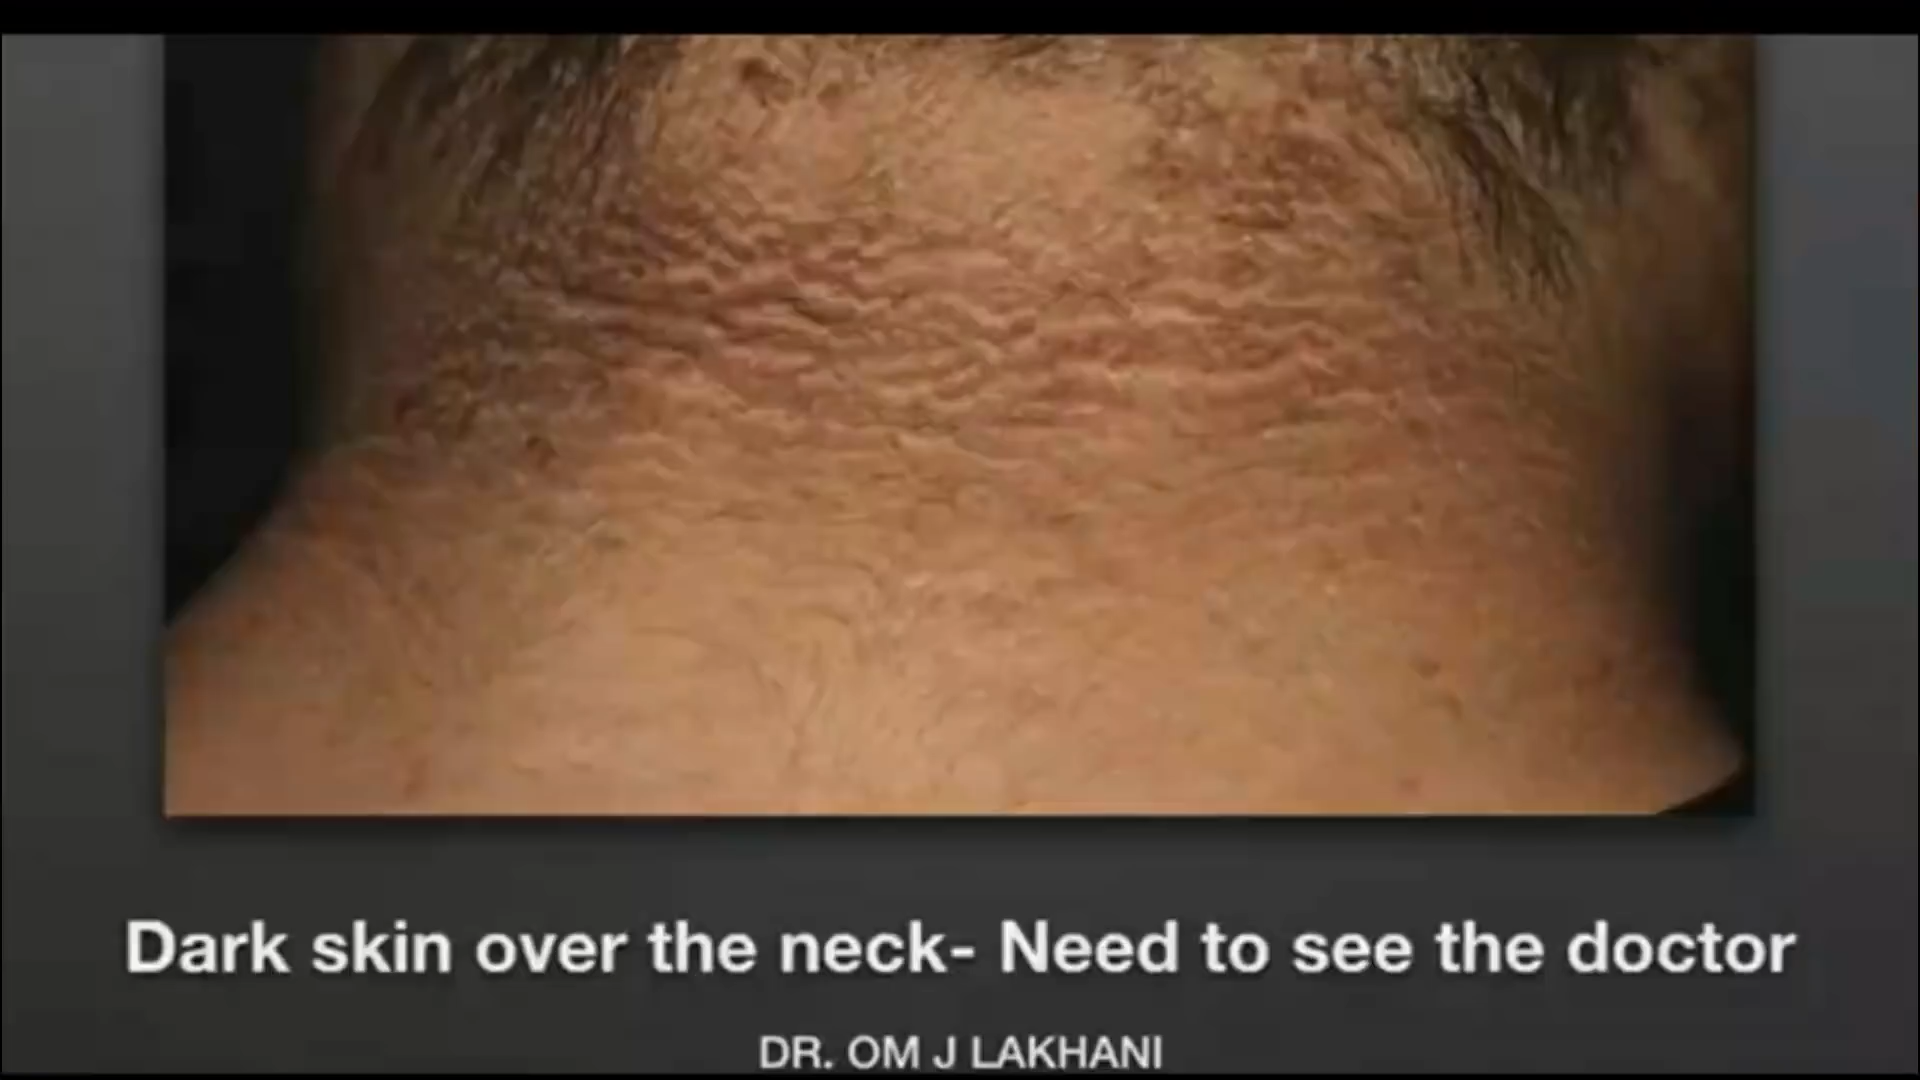 Dark skin over the neck- Need to see the doctor
DR. OM J LAKHANI